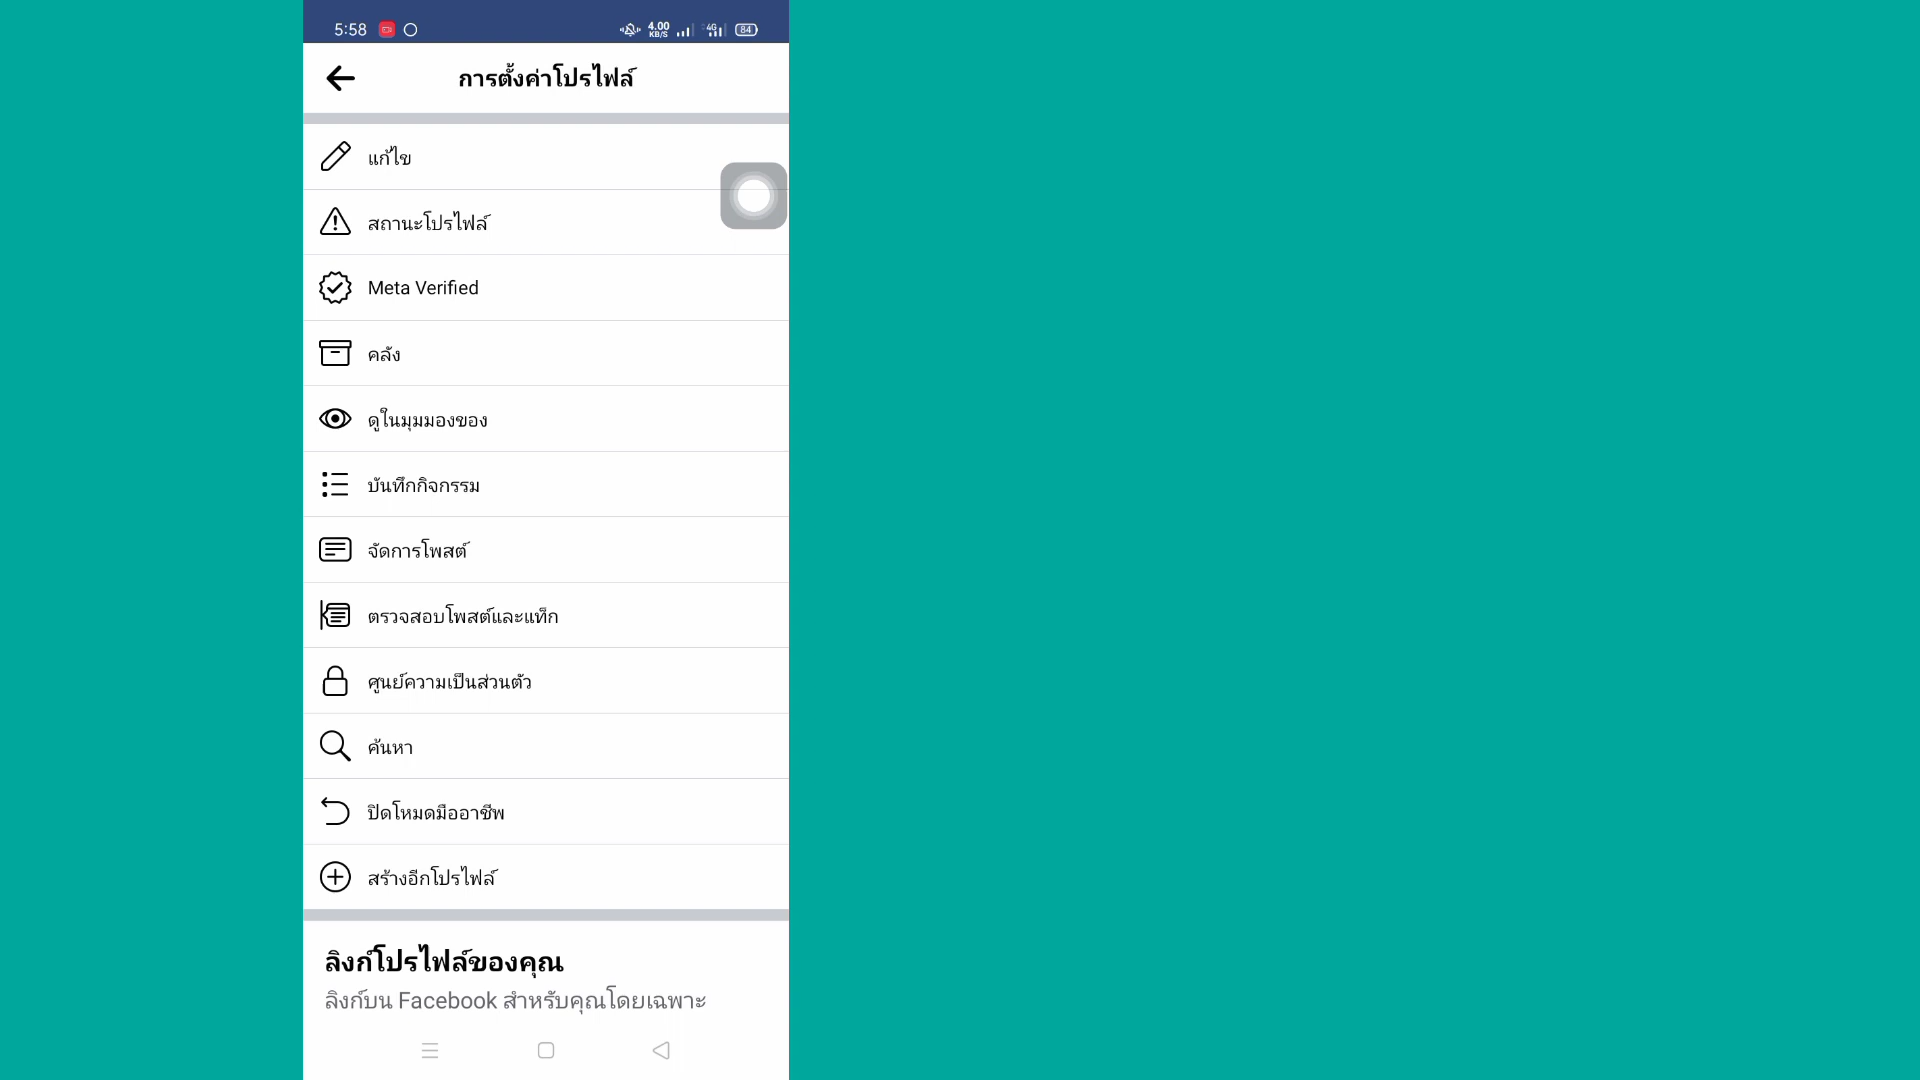 5:58 4.00 KB/S 4G 84
การตั้งค่าโปรไฟล์
แก้ไข
สถานะโปรไฟล์
Meta Verified
คลัง
ดูในมุมมองของ
บันทึกกิจกรรม
จัดการโพสต์
ตรวจสอบโพสต์และแท็ก
ศูนย์ความเป็นส่วนตัว
ค้นหา
ปิดโหมดมืออาชีพ
สร้างอีกโปรไฟล์
ลิงก์โปรไฟล์ของคุณ
ลิงก์บน Facebook สำหรับคุณโดยเฉพาะ